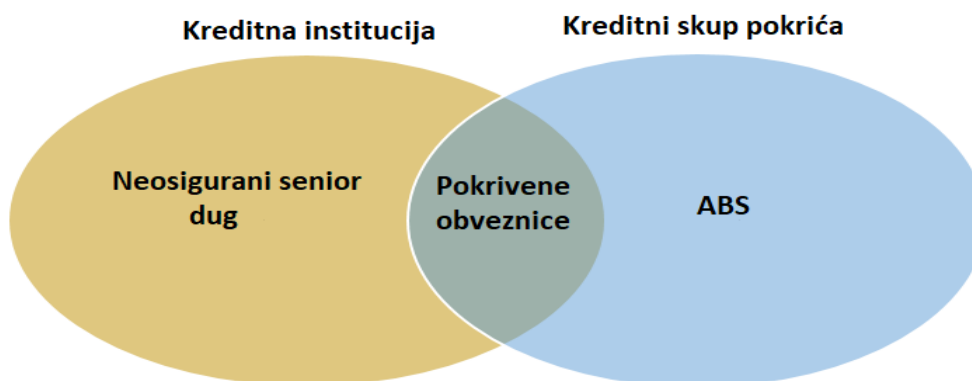 Kreditna institucija
Kreditni skup pokrića
Neosigurani senior
dug
Pokrivene
obveznice
ABS